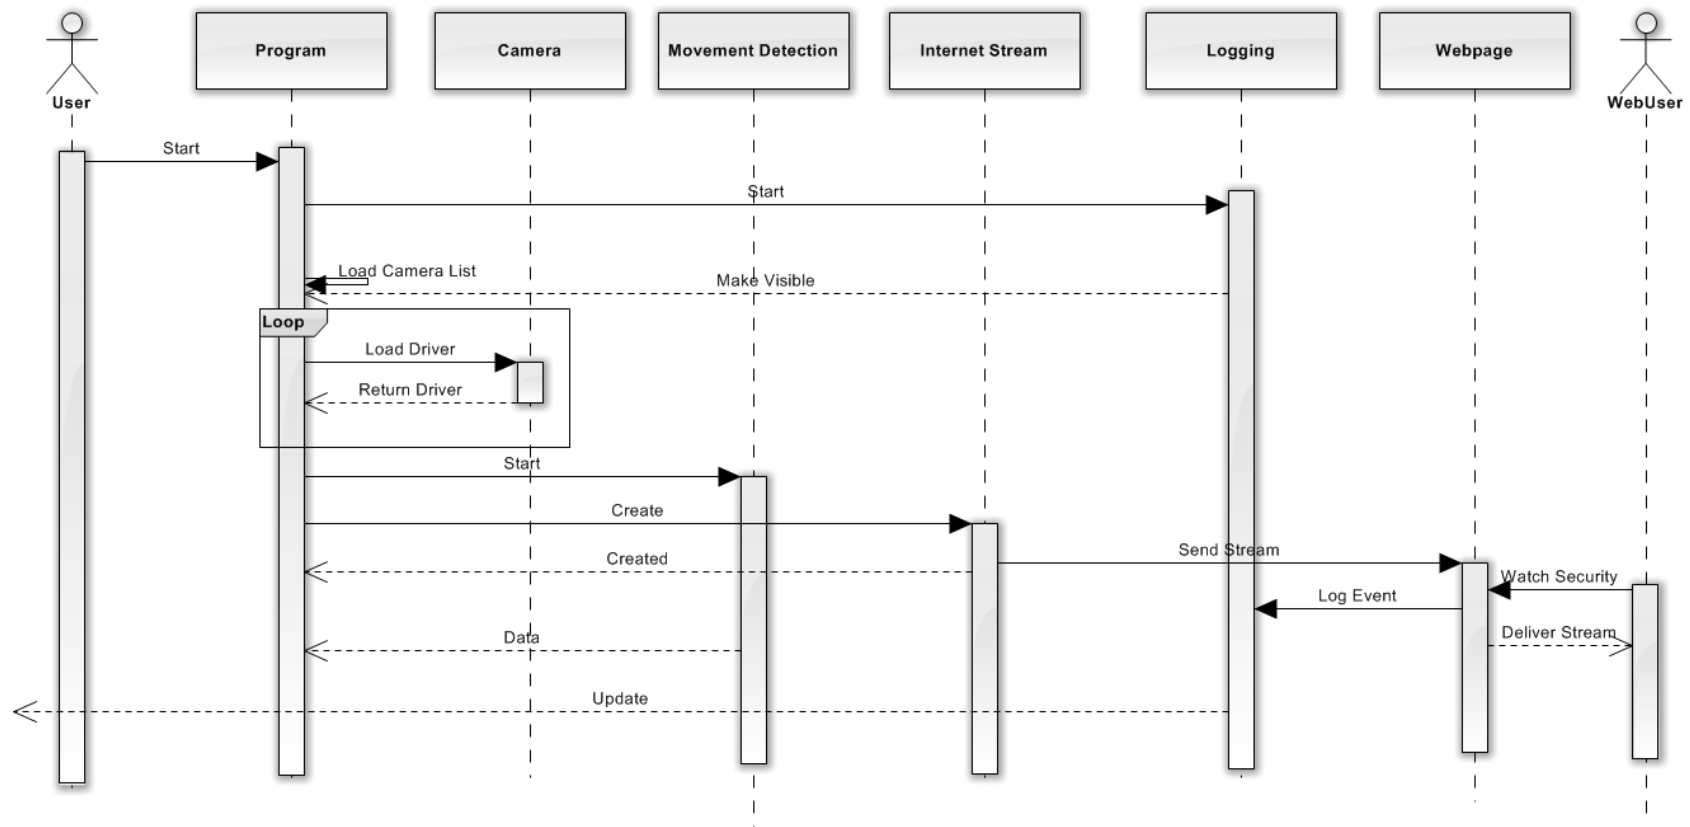 User
Program
Camera
Movement Detection
Internet Stream
Logging
Webpage
WebUser
Start
Start
Load Camera List
Make Visible
Loop
Load Driver
Return Driver
Start
Create
Send Stream
Created
Watch Security
Log Event
Deliver Stream
Data
Update